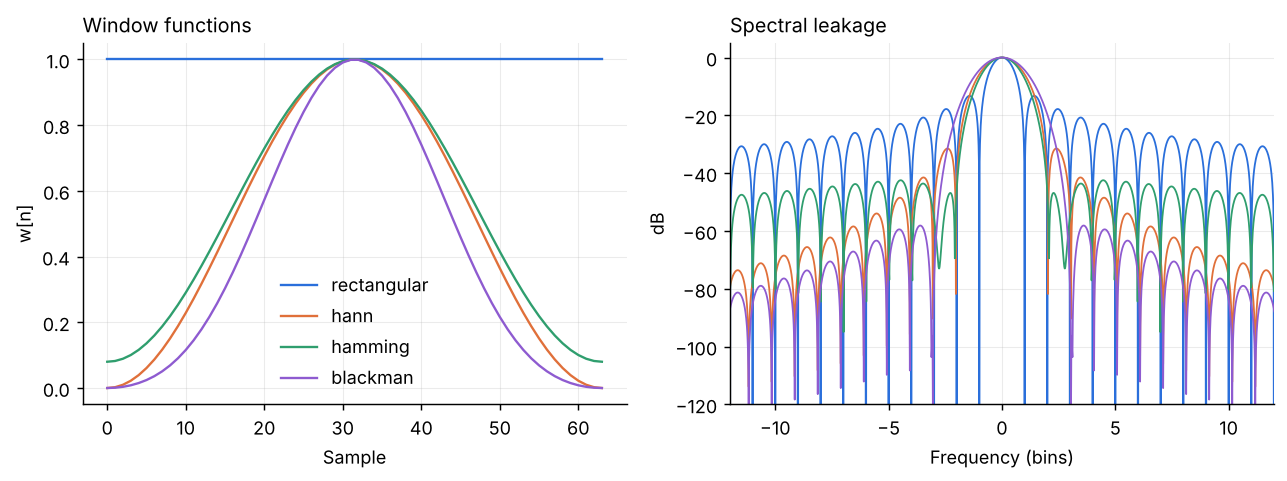 Window functions
w[n]
1.0
0.8
0.6
0.4
0.2
0.0
rectangular
hann
hamming
blackman
0 10 20 30 40 50 60
Sample
Spectral leakage
dB
0
−20
−40
−60
−80
−100
−120
−10 −5 0 5 10
Frequency (bins)